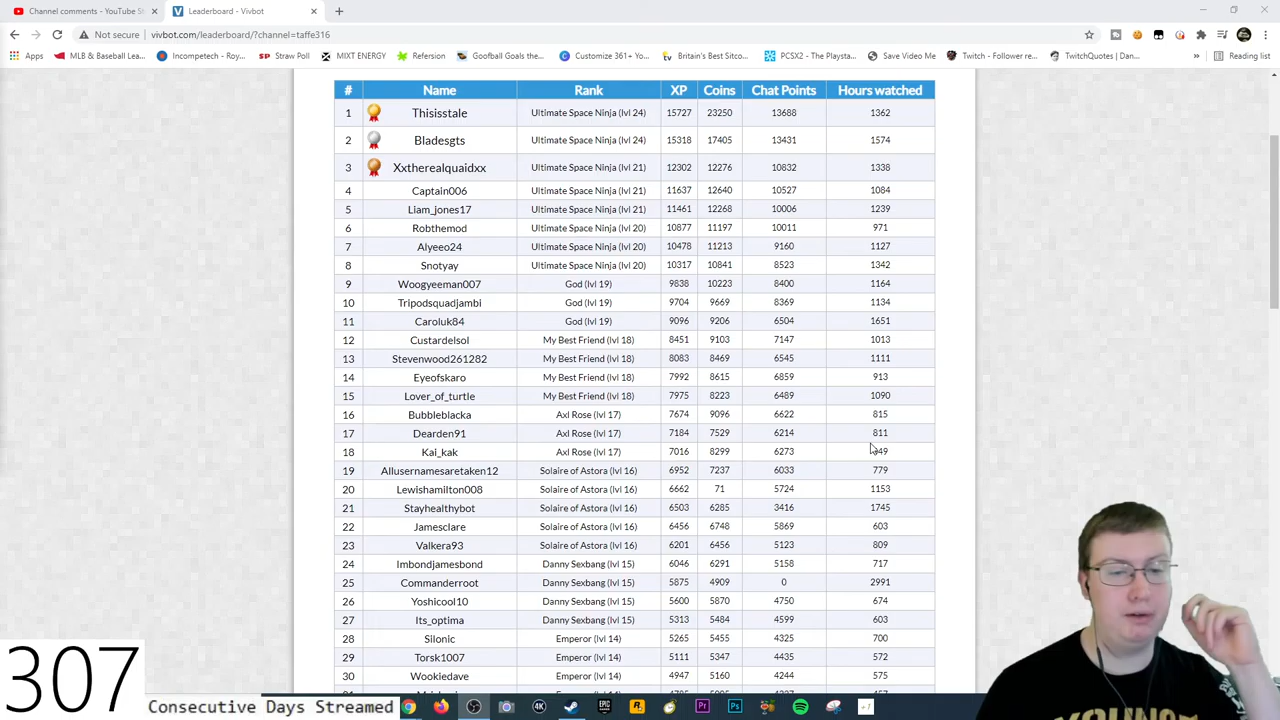 Channel comments - YouTube S
Leaderboard - Vivbot
Not secure vivbot.com/leaderboard/?channel=taffe316
Apps MLB & Baseball Lea... Incompetech - Roy... Straw Poll MIXT ENERGY Refersion Goofball Goals the... Customize 361+ Yo... Britain's Best Sitco... PCSX2 - The Playsta... Save Video Me Twitch - Follower re... TwitchQuotes | Dan... » Reading list
# Name Rank XP Coins Chat Points Hours watched
1 Thisisstale Ultimate Space Ninja (lvl 24) 15727 23250 13688 1362
2 Bladesgts Ultimate Space Ninja (lvl 24) 15318 17405 13431 1574
3 Xxtherealquaidxx Ultimate Space Ninja (lvl 21) 12302 12276 10832 1338
4 Captain006 Ultimate Space Ninja (lvl 21) 11637 12640 10527 1084
5 Liam_jones17 Ultimate Space Ninja (lvl 21) 11461 12268 10006 1239
6 Robthemod Ultimate Space Ninja (lvl 20) 10877 11197 10011 971
7 Alyeeo24 Ultimate Space Ninja (lvl 20) 10478 11213 9160 1127
8 Snotyay Ultimate Space Ninja (lvl 20) 10317 10841 8523 1342
9 Woogyeeman007 God (lvl 19) 9838 10223 8400 1164
10 Tripodsquadjambi God (lvl 19) 9704 9669 8369 1134
11 Caroluk84 God (lvl 19) 9096 9206 6504 1651
12 Custardelsol My Best Friend (lvl 18) 8451 9103 7147 1013
13 Stevenwood261282 My Best Friend (lvl 18) 8083 8469 6545 1111
14 Eyeofskaro My Best Friend (lvl 18) 7992 8615 6859 913
15 Lover_of_turtle My Best Friend (lvl 18) 7975 8223 6489 1090
16 Bubbleblacka Axl Rose (lvl 17) 7674 9096 6622 815
17 Dearden91 Axl Rose (lvl 17) 7184 7529 6214 811
18 Kai_kak Axl Rose (lvl 17) 7016 8299 6273
19 Allusernamesaretaken12 Solaire of Astora (lvl 16) 6952 7237 6033 779
20 Lewishamilton008 Solaire of Astora (lvl 16) 6662 71 5724 1153
21 Stayhealthybot Solaire of Astora (lvl 16) 6503 6285 3416 1745
22 Jamesclare Solaire of Astora (lvl 16) 6456 6748 5869 603
23 Valkera93 Solaire of Astora (lvl 16) 6201 6456 5123 809
24 Imbondjamesbond Danny Sexbang (lvl 15) 6046 6291 5158 717
25 Commanderroot Danny Sexbang (lvl 15) 5875 4909 0 2991
26 Yoshicool10 Danny Sexbang (lvl 15) 5600 5870 4750 674
27 Its_optima Danny Sexbang (lvl 15) 5313 5484 4599 603
28 Silonic Emperor (lvl 14) 5265 5455 4325 700
29 Torsk1007 Emperor (lvl 14) 5111 5347 4435 572
30 Wookiedave Emperor (lvl 14) 4947 5160 4244 575
307
Consecutive Days Streamed